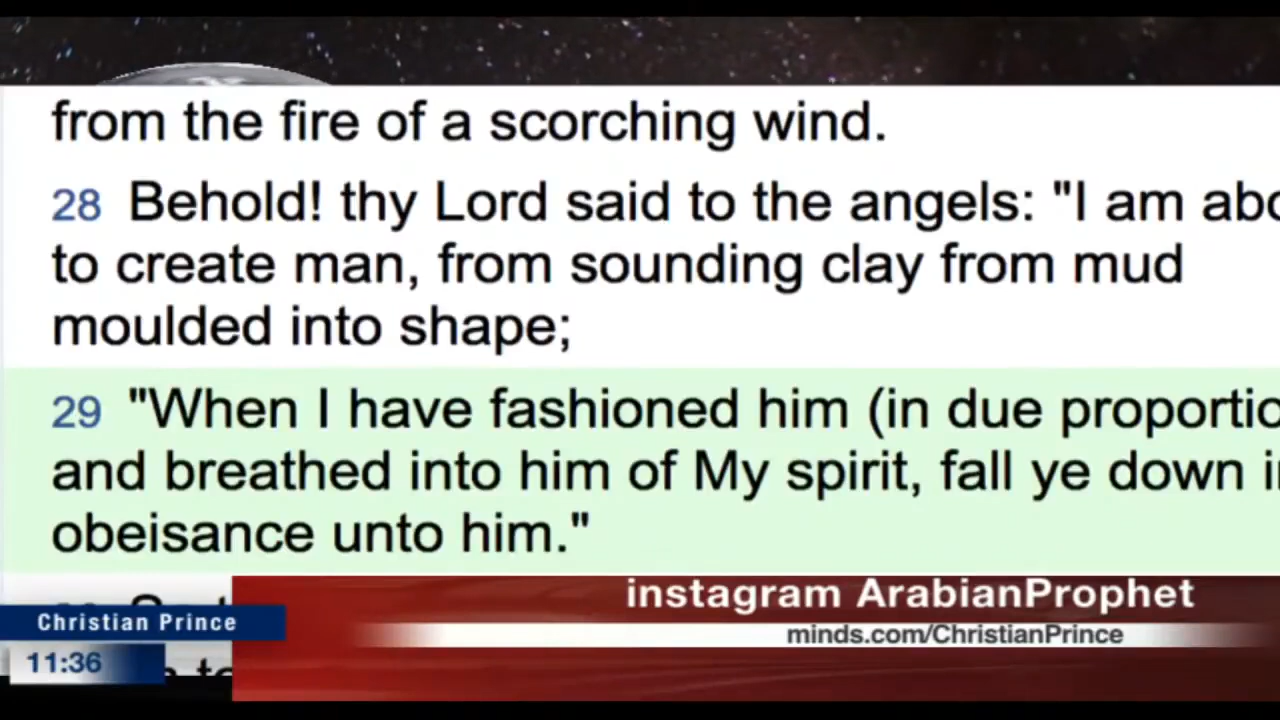 from the fire of a scorching wind.
28 Behold! thy Lord said to the angels: "I am
to create man, from sounding clay from mud
moulded into shape;
29 "When I have fashioned him (in due
and breathed into him of My spirit, fall ye down
obeisance unto him."
instagram ArabianProphet
Christian Prince
minds.com/ChristianPrince
11:36